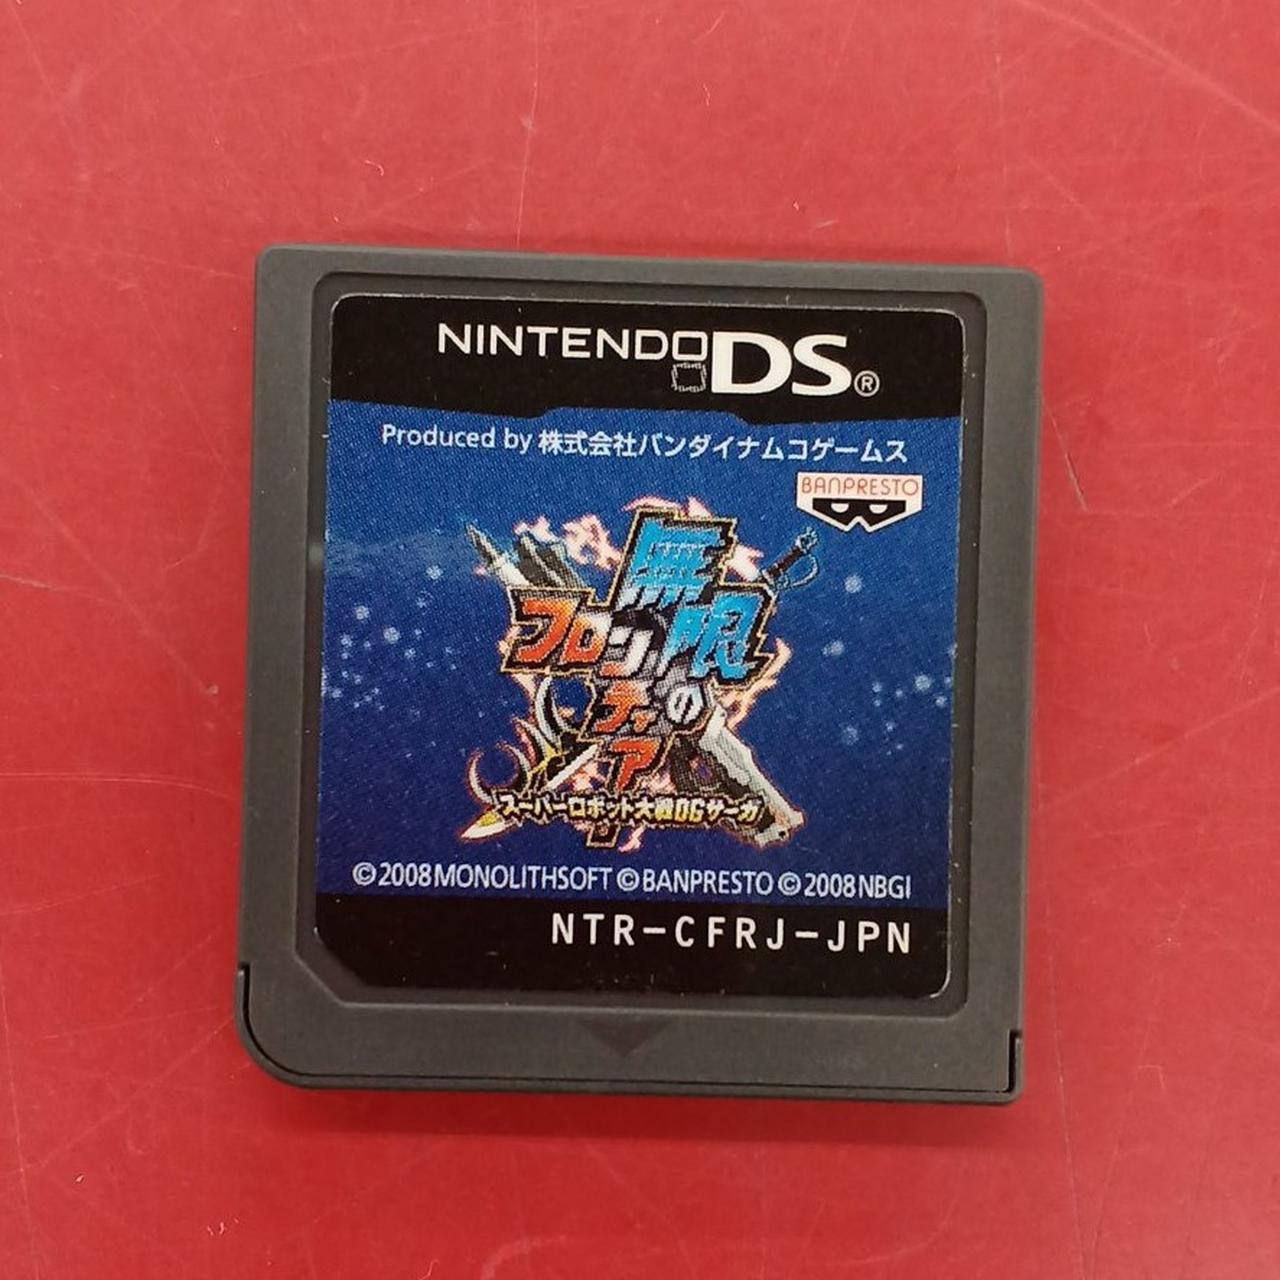 NINTENDO DS®
Produced by 株式会社バンダイナムコゲームス
BANPRESTO
無限の
フロンティア
スーパーロボット大戦OGサーガ
©2008 MONOLITHSOFT ©BANPRESTO ©2008 NBGI
NTR-CFRJ-JPN